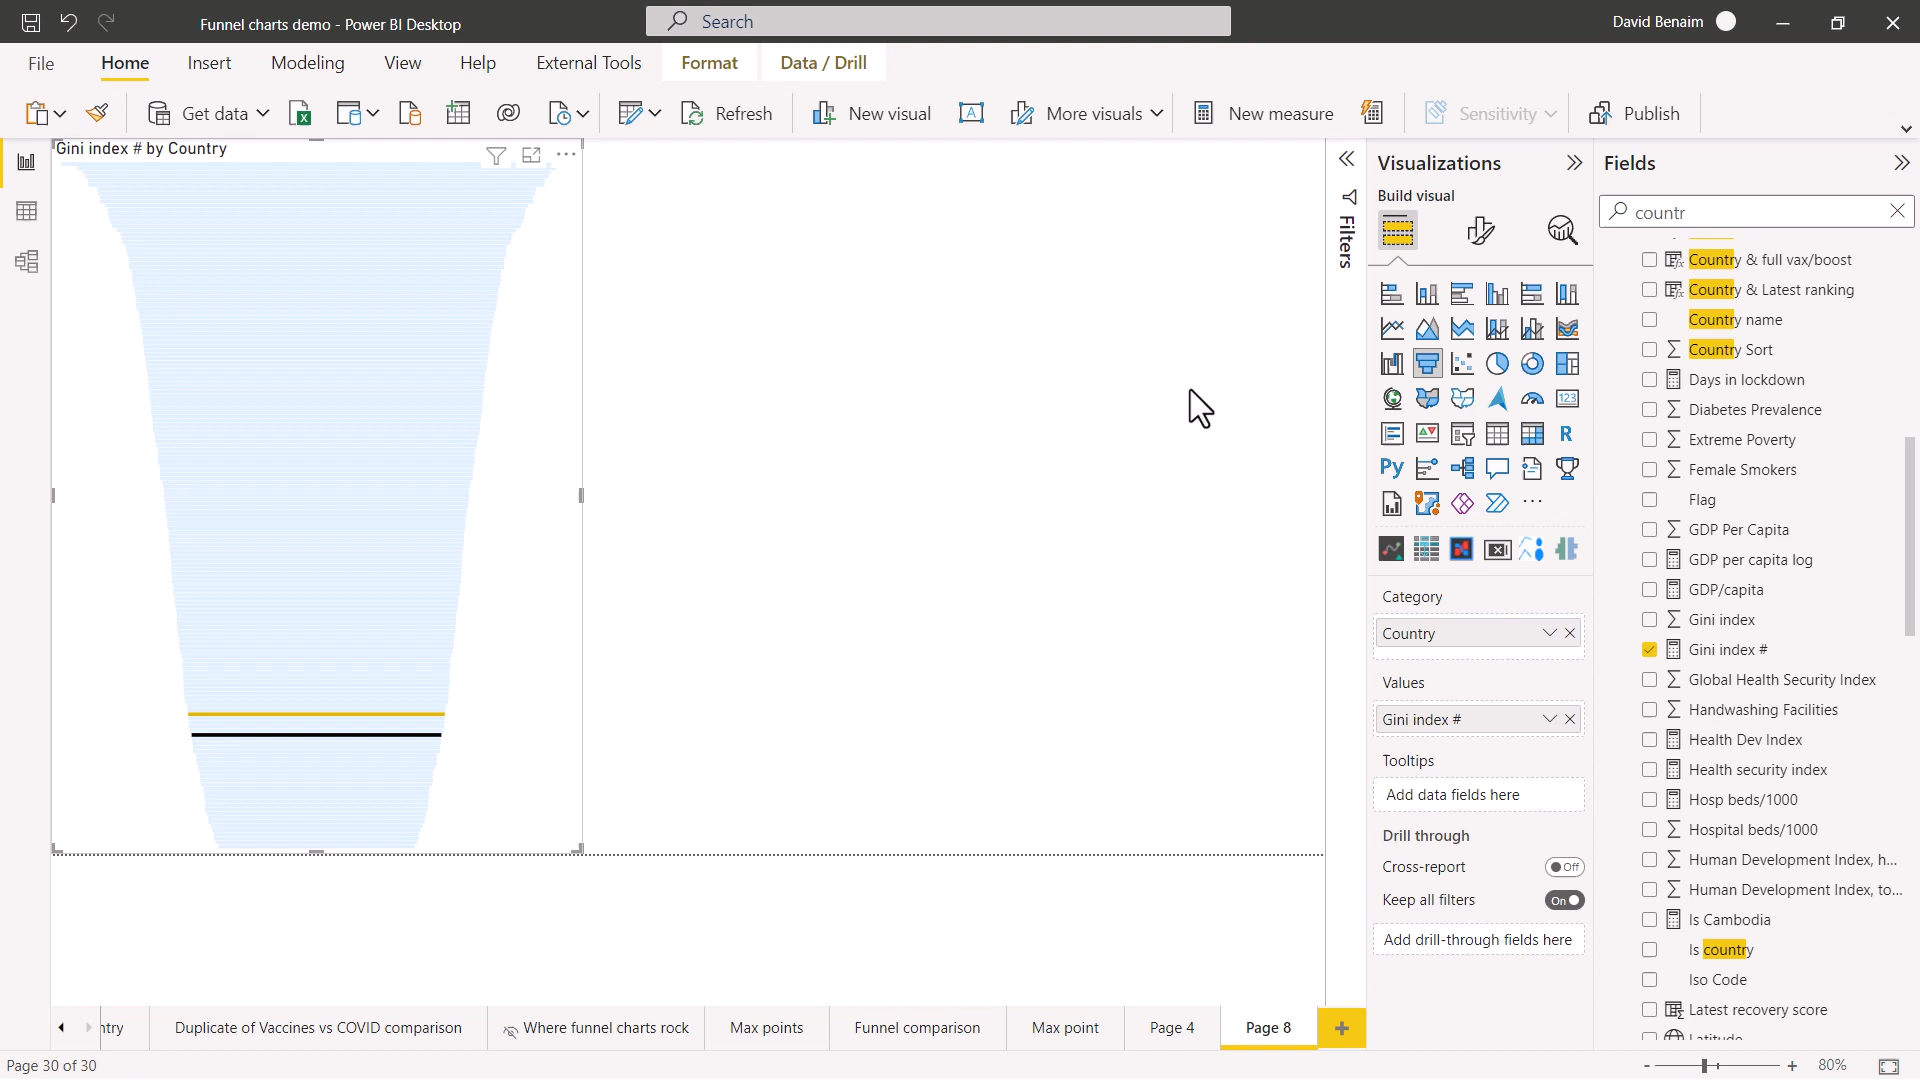 Funnel charts demo - Power BI Desktop
Search
David Benaim
File
Home
Insert
Modeling
View
Help
External Tools
Format
Data / Drill
Get data
Refresh
New visual
More visuals
New measure
Sensitivity
Publish
Gini index # by Country
Filters
Visualizations
Build visual
R
Py
123
Category
Country
Values
Gini index #
Tooltips
Add data fields here
Drill through
Cross-report
Off
Keep all filters
On
Add drill-through fields here
Fields
countr
Country & full vax/boost
Country & Latest ranking
Country name
Country Sort
Days in lockdown
Diabetes Prevalence
Extreme Poverty
Female Smokers
Flag
GDP Per Capita
GDP per capita log
GDP/capita
Gini index
Gini index #
Global Health Security Index
Handwashing Facilities
Health Dev Index
Health security index
Hosp beds/1000
Hospital beds/1000
Human Development Index, h...
Human Development Index, to...
Is Cambodia
Is country
Iso Code
Latest recovery score
ntry
Duplicate of Vaccines vs COVID comparison
Where funnel charts rock
Max points
Funnel comparison
Max point
Page 4
Page 8
Page 30 of 30
80%